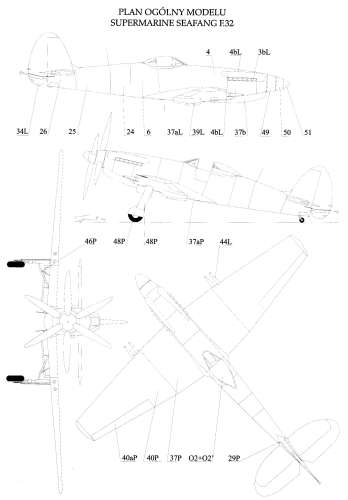 PLAN OGÓLNY MODELU
SUPERMARINE SEAFANG F.32
4 4bL 3bL
34L 26 25 24 6 37aL 39L 4bL 37b 49 50 51
46P 48P 48P 37aP 44L
40aP 40P 37P O2+O2' 29P